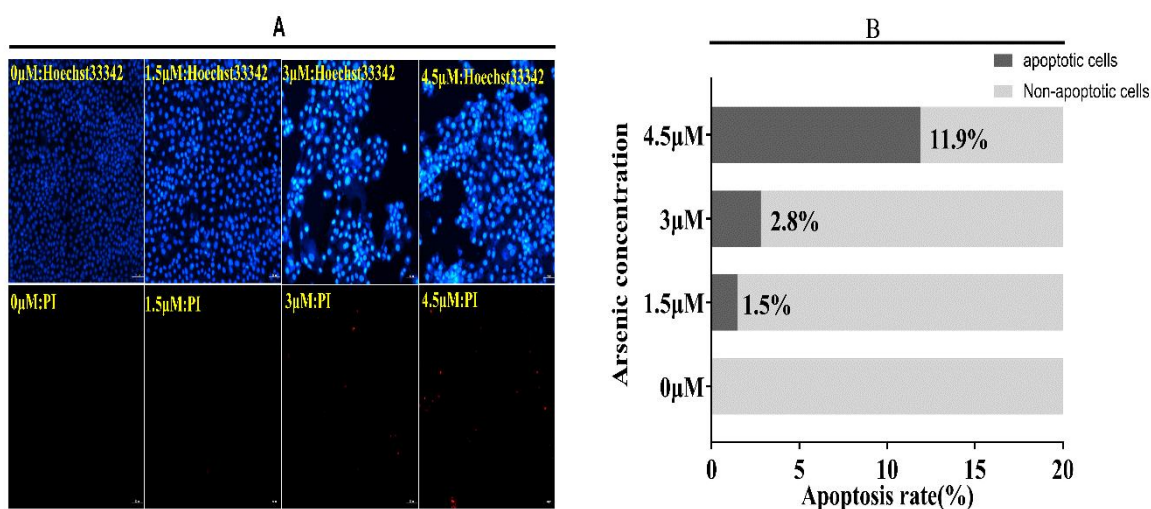 A
0μM:Hoechst33342
1.5μM:Hoechst33342
3μM:Hoechst33342
4.5μM:Hoechst33342
0μM:PI
1.5μM:PI
3μM:PI
4.5μM:PI
B
apoptotic cells
Non-apoptotic cells
Arsenic concentration
4.5μM
11.9%
3μM
2.8%
1.5μM
1.5%
0μM
0 5 10 15 20
Apoptosis rate(%)